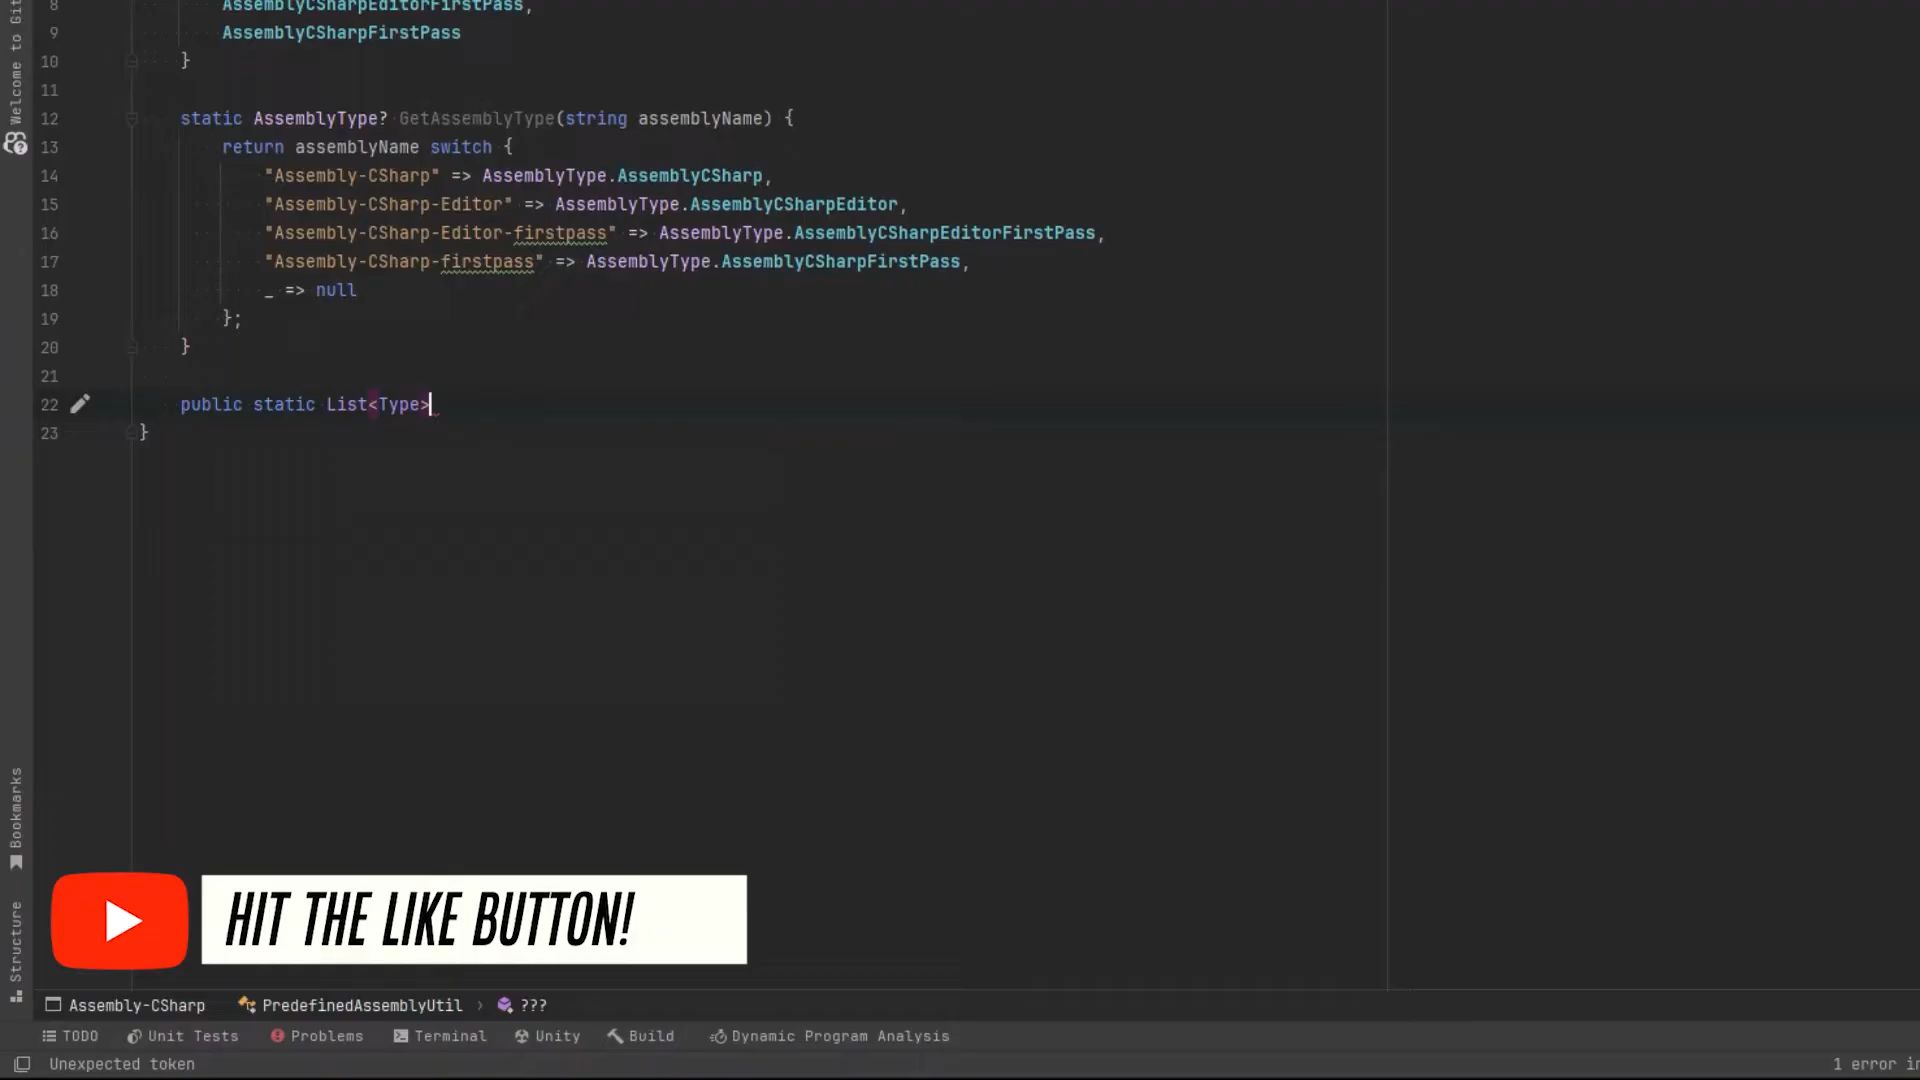 8 AssemblyCSharpEditorFirstPass,
9 AssemblyCSharpFirstPass
10 }
11
12 static AssemblyType? GetAssemblyType(string assemblyName) {
13 return assemblyName switch {
14 "Assembly-CSharp" => AssemblyType.AssemblyCSharp,
15 "Assembly-CSharp-Editor" => AssemblyType.AssemblyCSharpEditor,
16 "Assembly-CSharp-Editor-firstpass" => AssemblyType.AssemblyCSharpEditorFirstPass,
17 "Assembly-CSharp-firstpass" => AssemblyType.AssemblyCSharpFirstPass,
18 _ => null
19 };
20 }
21
22 public static List<Type>
23 }
Welcome to Git
Bookmarks
Structure
HIT THE LIKE BUTTON!
Assembly-CSharp PredefinedAssemblyUtil › ???
TODO Unit Tests Problems Terminal Unity Build Dynamic Program Analysis
Unexpected token 1 error in